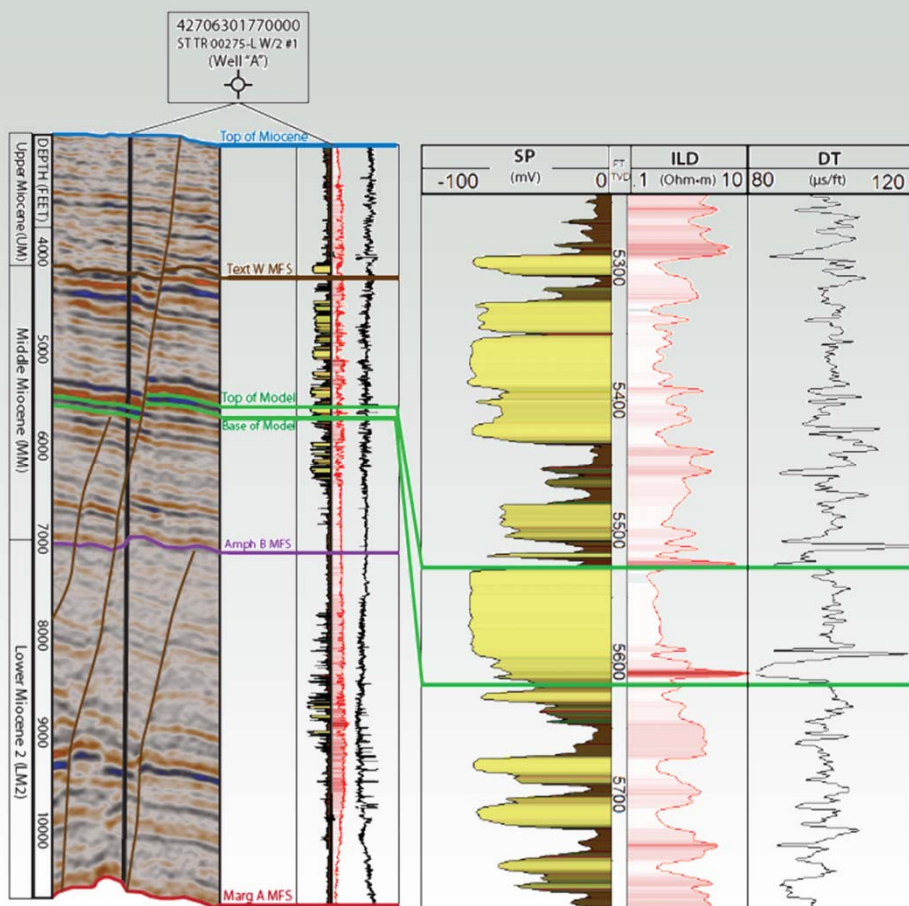 42706301770000
ST TR 00275-L W/2 #1
(Well "A")
Upper Miocene (UM)
Middle Miocene (MM)
Lower Miocene 2 (LM2)
DEPTH (FEET)
4000
5000
6000
7000
8000
9000
10000
Top of Miocene
Text W MFS
Top of Model
Base of Model
Amph B MFS
Marg A MFS
SP
(mV)
-100 0
FT
TVD
ILD
.1 (Ohm•m) 10
DT
80 (µs/ft) 120
5300
5400
5500
5600
5700